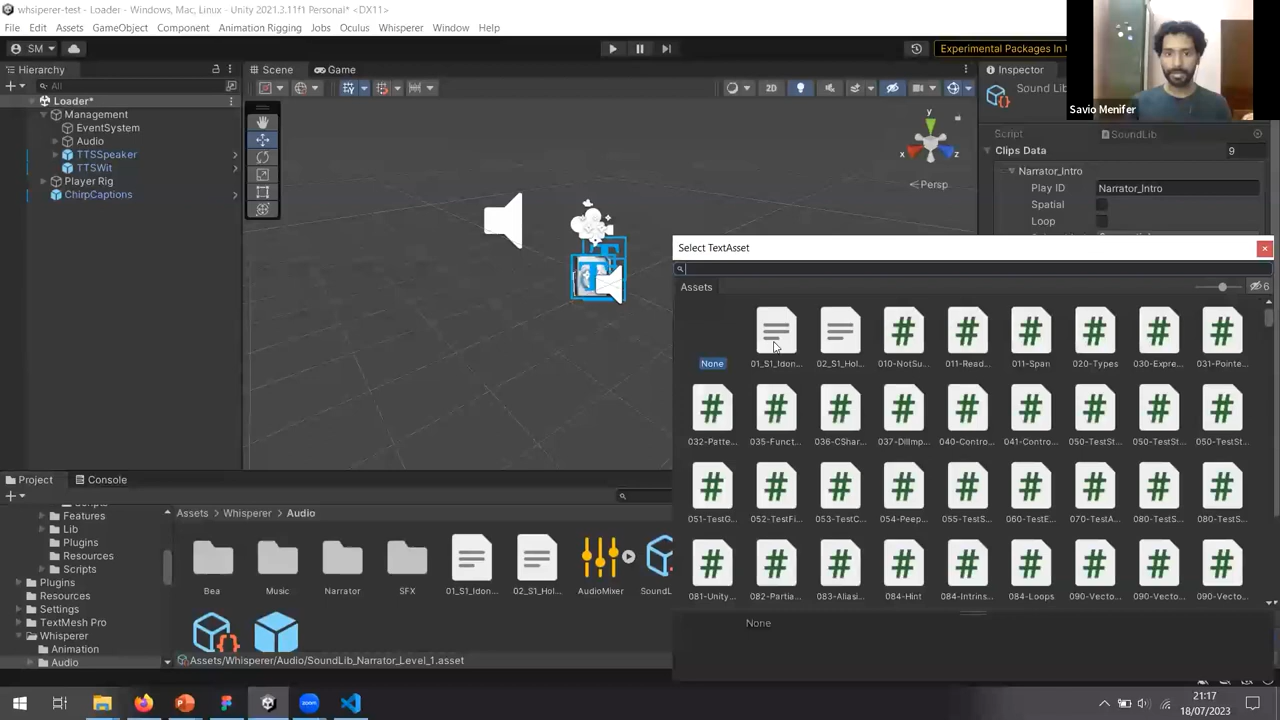 whsiperer-test - Loader - Windows, Mac, Linux - Unity 2021.3.11f1 Personal* <DX11>
File Edit Assets GameObject Component Animation Rigging Jobs Oculus Whisperer Window Help
SM
Experimental Packages In
Savio Menifer
Hierarchy
All
Loader*
Management
EventSystem
Audio
TTSSpeaker
TTSWit
Player Rig
ChirpCaptions
Scene Game
2D
y
x
z
Persp
Inspector
Sound Lib
Script SoundLib
Clips Data 9
Narrator_Intro
Play ID Narrator_Intro
Spatial
Loop
Select TextAsset
Assets
6
None 01_S1_Idon... 02_S1_Hol... 010-NotSu... 011-Read... 011-Span 020-Types 030-Expre... 031-Pointe...
032-Patte... 035-Funct... 036-CShar... 037-DllImp... 040-Contro... 041-Contro... 050-TestSt... 050-TestSt... 050-TestSt...
051-TestG... 052-TestFi... 053-TestC... 054-Peep... 055-TestS... 060-TestE... 070-TestA... 080-TestS... 080-TestS...
081-Unity... 082-Partia... 083-Aliasi... 084-Hint 084-Intrins... 084-Loops 090-Vecto... 090-Vecto... 090-Vecto...
None
Project Console
Features
Lib
Plugins
Resources
Scripts
Plugins
Resources
Settings
TextMesh Pro
Whisperer
Animation
Audio
Assets > Whisperer > Audio
Bea Music Narrator SFX 01_S1_Idon... 02_S1_Hol... AudioMixer SoundL
Assets/Whisperer/Audio/SoundLib_Narrator_Level_1.asset
zoom
21:17
18/07/2023